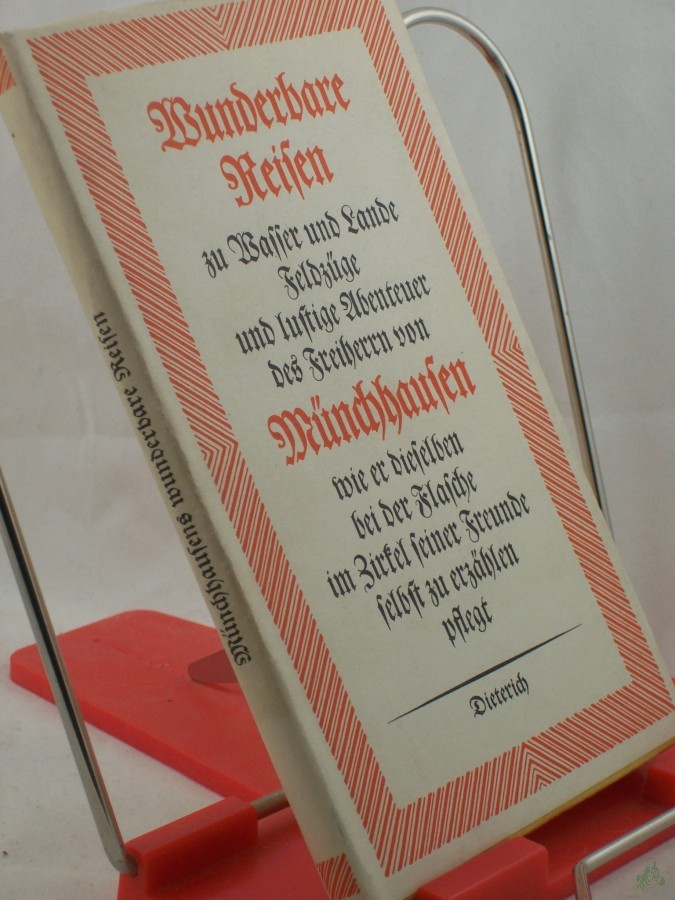 Wunderbare
Reisen
zu Wasser und Lande
Feldzüge
und lustige Abenteuer
des Freiherrn von
Münchhausen
wie er dieselben
bei der Flasche
im Zirkel seiner Freunde
selbst zu erzählen
pflegt
Dieterich
Münchhausens wunderbare Reisen